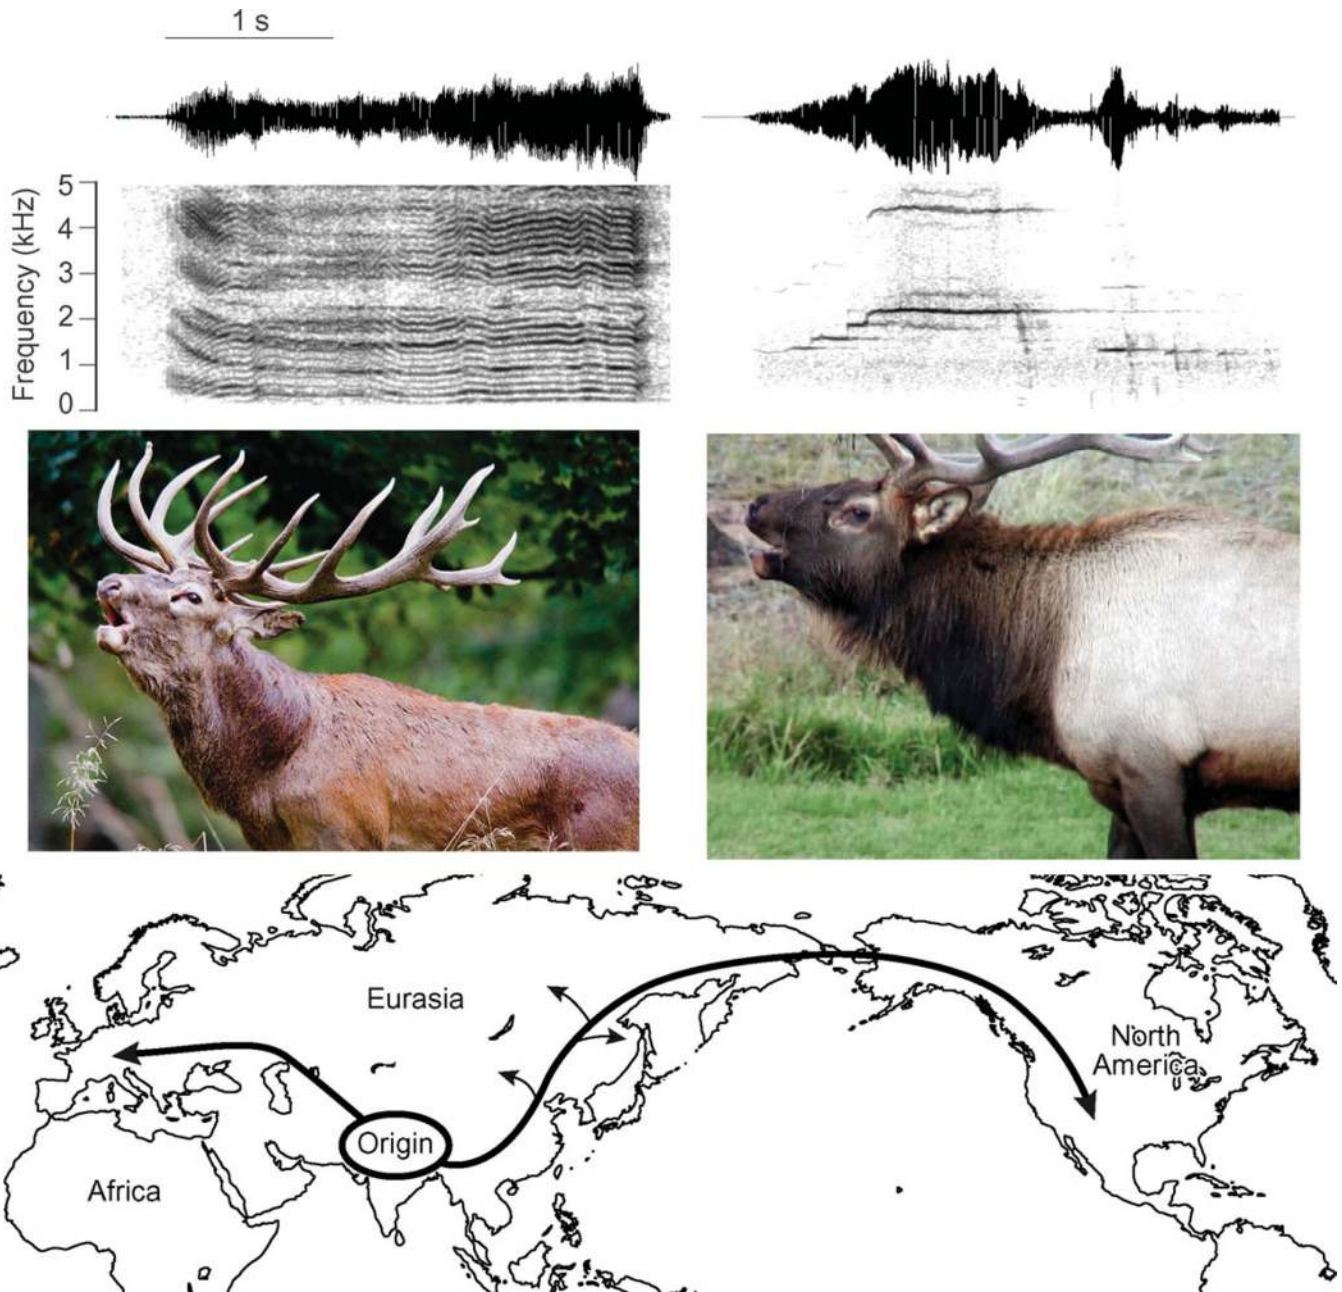 1 s
Frequency (kHz)
5
4
3
2
1
0
Eurasia
North
America
Origin
Africa